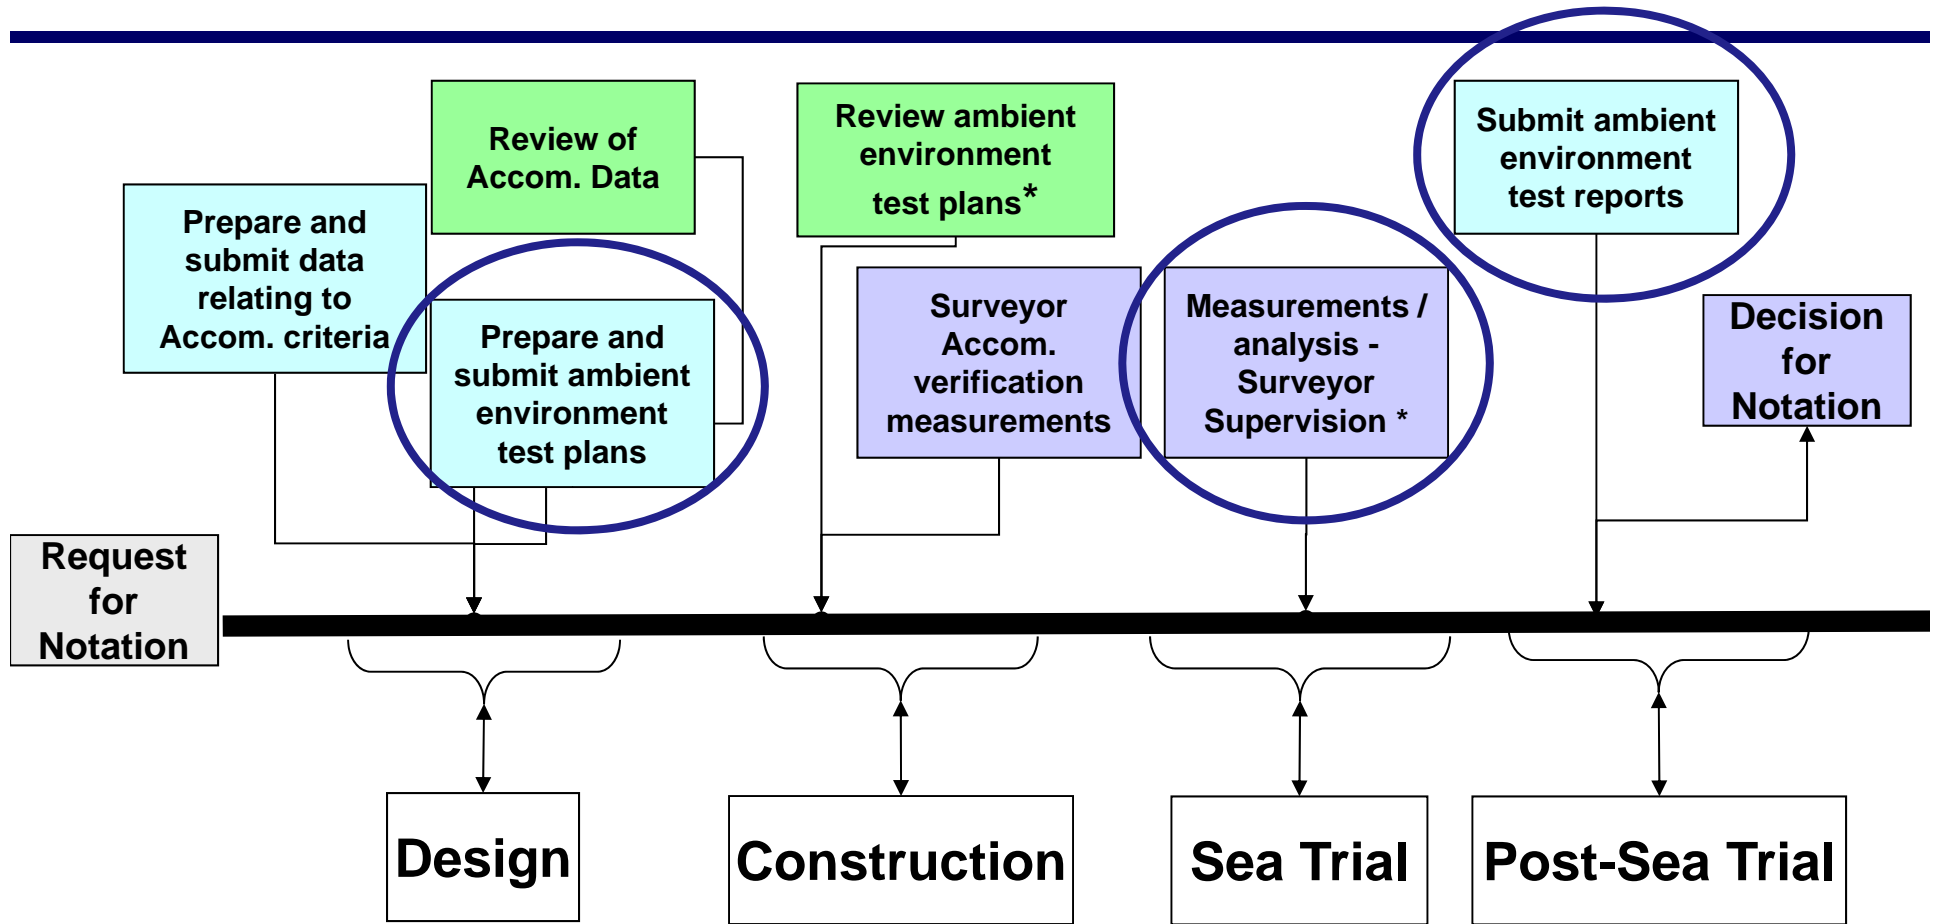 Review of
Accom. Data
Review ambient
environment
test plans*
Submit ambient
environment
test reports
Prepare and
submit data
relating to
Accom. criteria
Prepare and
submit ambient
environment
test plans
Surveyor
Accom.
verification
measurements
Measurements /
analysis -
Surveyor
Supervision *
Decision
for
Notation
Request
for
Notation
Design
Construction
Sea Trial
Post-Sea Trial